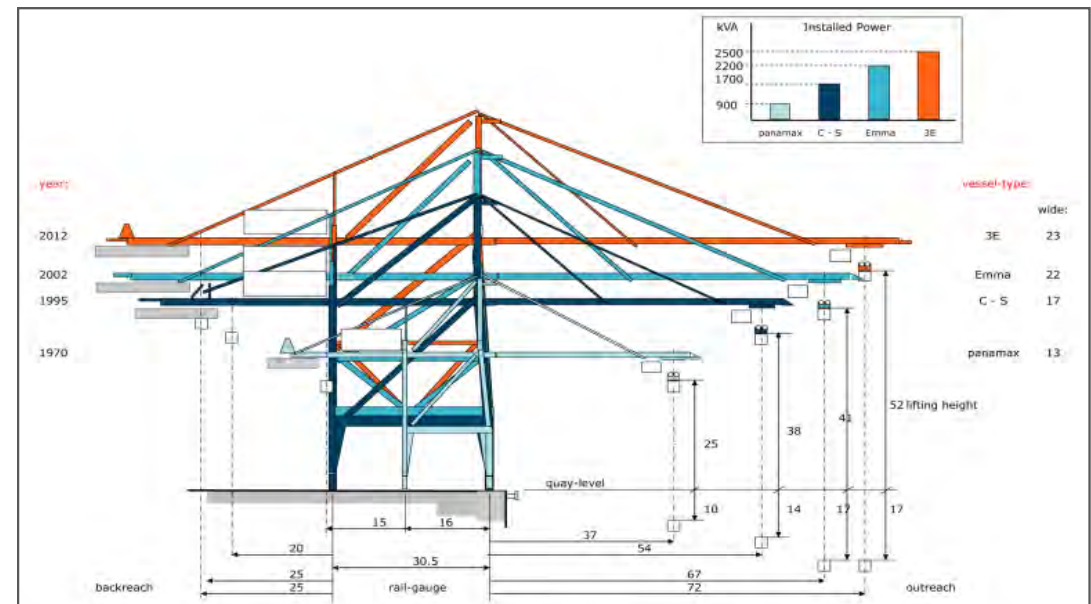 kVA Installed Power
2500
2200
1700
900
panamax C - S Emma 3E
year: vessel-type:
wide:
2012 3E 23
2002 Emma 22
1995 C - S 17
1970 panamax 13
52 lifting height
41
38
25
quay-level
10 14 17 17
15 16
37
20 54
30.5
25 67
backreach 25 rail-gauge 72 outreach